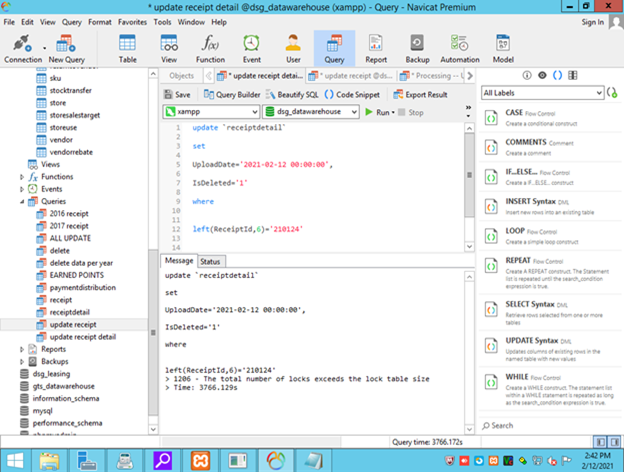 * update receipt detail @dsg_datawarehouse (xampp) - Query - Navicat Premium
File Edit View Query Format Favorites Tools Window Help
Sign In
Connection New Query Table View Function Event User Query Report Backup Automation Model
Objects * update receipt detai... * update receipt @ds... * Processing -- L
Save Query Builder Beautify SQL Code Snippet Export Result
xampp dsg_datawarehouse Run Stop
sku
stocktransfer
store
storesalestarget
storeuse
vendor
vendorrebate
Views
Functions
Events
Queries
2016 receipt
2017 receipt
ALL UPDATE
delete
delete data per year
EARNED POINTS
paymentdistribution
receipt
receiptdetail
update receipt
update receipt detail
Reports
Backups
dsg_leasing
gts_datawarehouse
information_schema
mysql
performance_schema
1 update `receiptdetail`
2
3 set
4
5 UploadDate='2021-02-12 00:00:00',
6
7 IsDeleted='1'
8
9 where
10
11
12 left(ReceiptId,6)='210124'
13
14
Message Status
update `receiptdetail`
set
UploadDate='2021-02-12 00:00:00',
IsDeleted='1'
where
left(ReceiptId,6)='210124'
> 1206 - The total number of locks exceeds the lock table size
> Time: 3766.129s
All Labels
CASE Flow Control
Create a conditional construct
COMMENTS Comment
Create a comment
IF...ELSE... Flow Control
Create a IF...ELSE... construct
INSERT Syntax DML
Insert new rows into an existing table
LOOP Flow Control
Create a simple loop construct
REPEAT Flow Control
Create A REPEAT construct. The Statement
list is repeated until the search_condition
expression is true.
SELECT Syntax DML
Retrieve rows selected from one or more
tables
UPDATE Syntax DML
Updates columns of existing rows in the
named table with new values
WHILE Flow Control
Create a WHILE construct. The statement list
within a WHILE statement is repeated as long
as the search_condition expression is true.
Search
Query time: 3766.172s
2:42 PM
2/12/2021